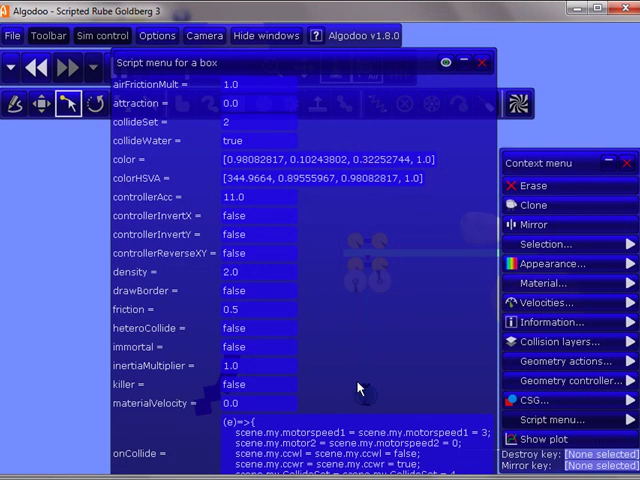 Algodoo - Scripted Rube Goldberg 3
File Toolbar Sim control Options Camera Hide windows ? Algodoo v1.8.0
Script menu for a box
airFrictionMult = 1.0
attraction = 0.0
collideSet = 2
collideWater = true
color = [0.98082817, 0.10243802, 0.32252744, 1.0]
colorHSVA = [344.9664, 0.89555967, 0.98082817, 1.0]
controllerAcc = 11.0
controllerInvertX = false
controllerInvertY = false
controllerReverseXY = false
density = 2.0
drawBorder = false
friction = 0.5
heteroCollide = false
immortal = false
inertiaMultiplier = 1.0
killer = false
materialVelocity = 0.0
onCollide =
(e)=>{
scene.my.motorspeed1 = scene.my.motorspeed1 = 3;
scene.my.motor2 = scene.my.motorspeed2 = 0;
scene.my.ccwl = scene.my.ccwl = false;
scene.my.ccwr = scene.my.ccwr = true;
Context menu
Erase
Clone
Mirror
Selection...
Appearance...
Material...
Velocities...
Information...
Collision layers...
Geometry actions...
Geometry controller...
CSG...
Script menu...
Show plot
Destroy key: [None selected]
Mirror key: [None selected]